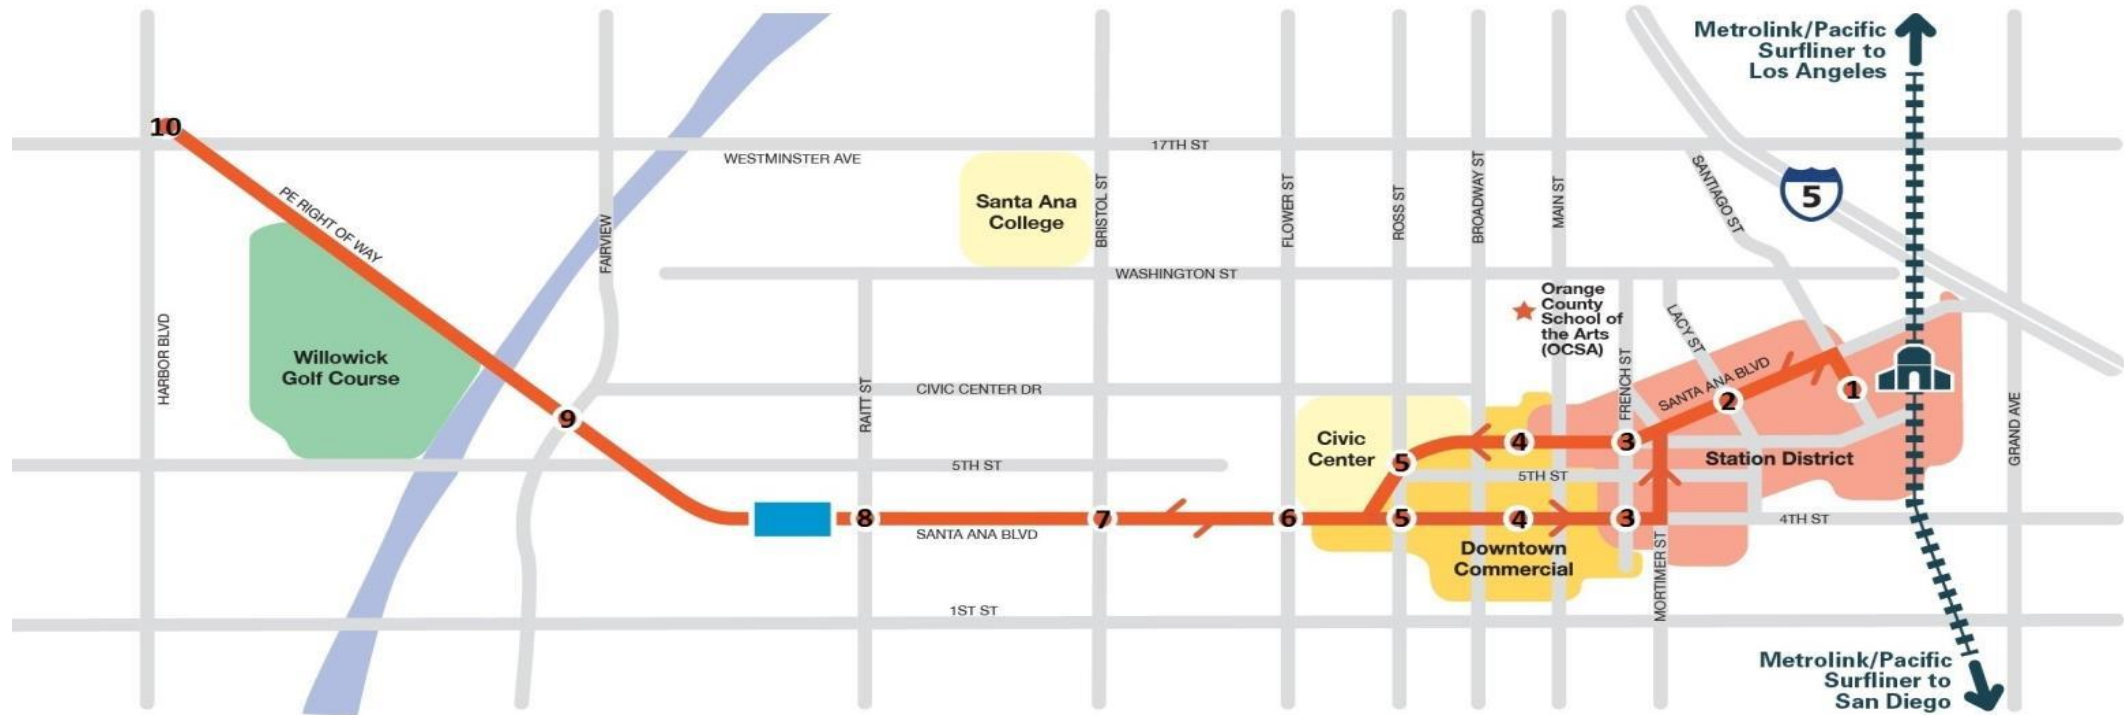 Metrolink/Pacific
Surfliner to
Los Angeles
10
17TH ST
WESTMINSTER AVE
PE RIGHT OF WAY
Santa Ana
College
BRISTOL ST
FLOWER ST
ROSS ST
BROADWAY ST
MAIN ST
SANTIAGO ST
5
FAIRVIEW
WASHINGTON ST
Orange
County
School of
the Arts
(OCSA)
LACY ST
HARBOR BLVD
Willowick
Golf Course
RAITT ST
CIVIC CENTER DR
FRENCH ST
SANTA ANA BLVD
1
2
GRAND AVE
9
Civic
Center
5
4
3
5TH ST
5TH ST
Station District
8
7
6
5
4
3
4TH ST
SANTA ANA BLVD
Downtown
Commercial
MORTIMER ST
1ST ST
Metrolink/Pacific
Surfliner to
San Diego